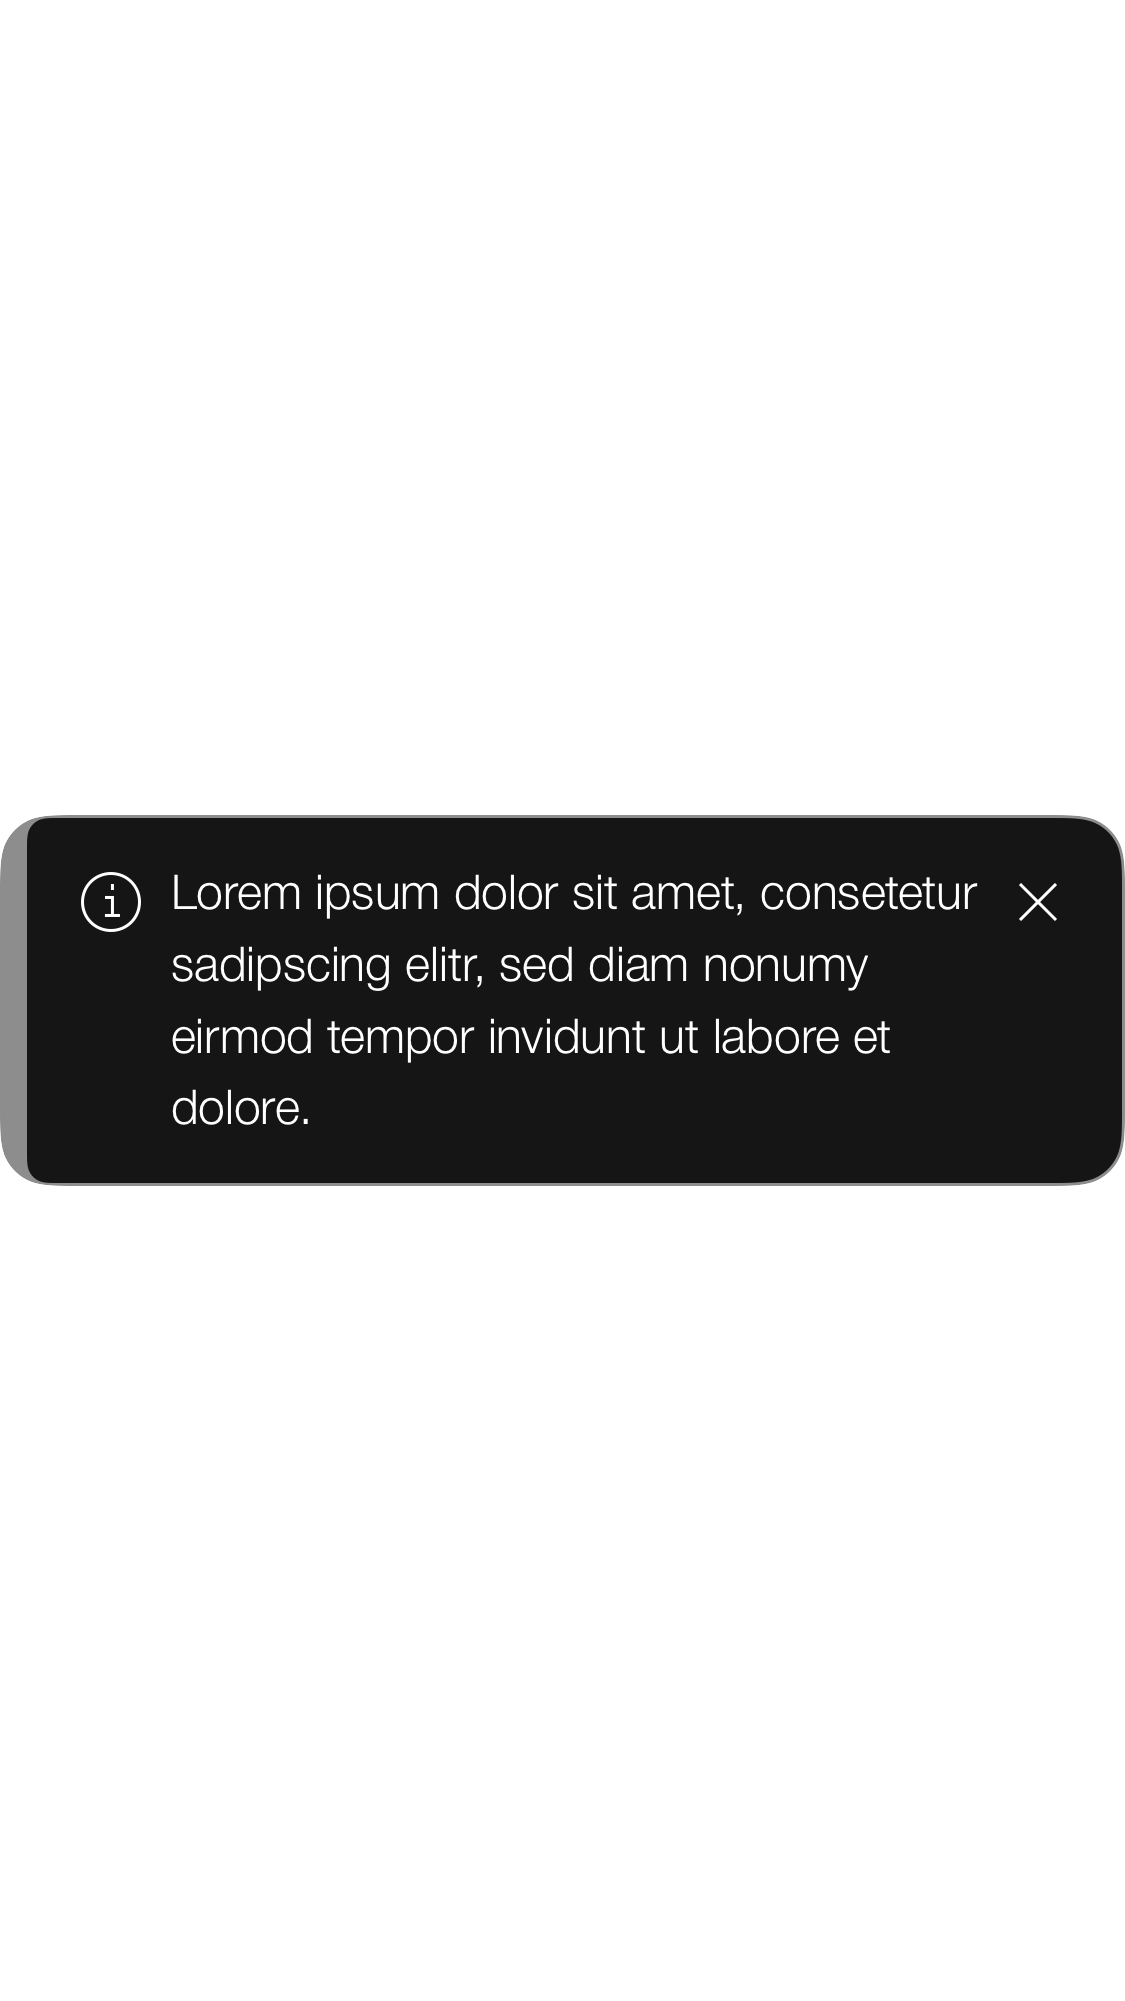 Lorem ipsum dolor sit amet, consetetur
sadipscing elitr, sed diam nonumy
eirmod tempor invidunt ut labore et
dolore.